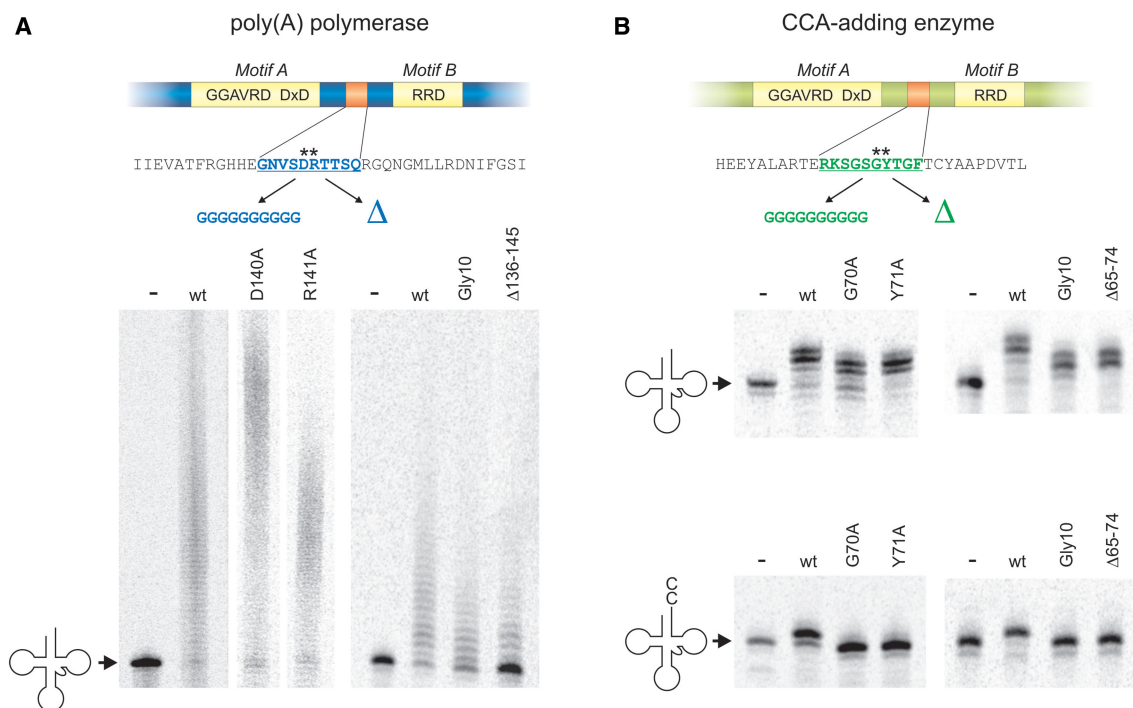 A
poly(A) polymerase
Motif A
Motif B
GGAVRD DxD
RRD
**
IIEVATFRGHHEGNVSDRTTSQRGQNGMLLRDNIFGSI
GGGGGGGGGG
Δ
-
wt
D140A
R141A
-
wt
Gly10
Δ136-145
B
CCA-adding enzyme
Motif A
Motif B
GGAVRD DxD
RRD
**
HEEYALARTERKSGSGYTGFTCYAAPDVTL
GGGGGGGGGG
Δ
-
wt
G70A
Y71A
-
wt
Gly10
Δ65-74
-
wt
G70A
Y71A
-
wt
Gly10
Δ65-74
C
C